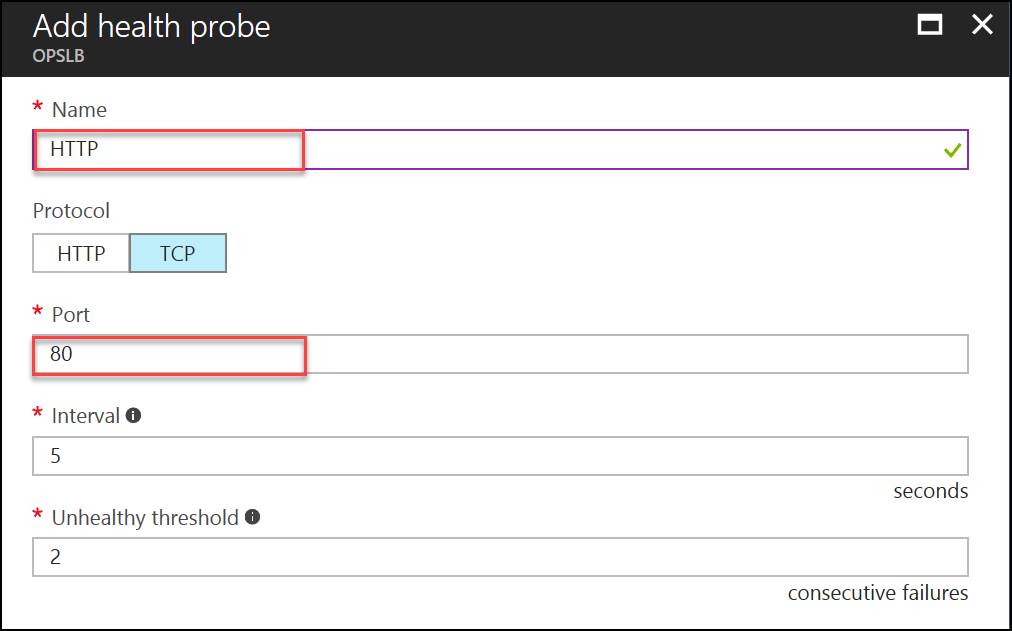 Add health probe
OPSLB
* Name
HTTP
Protocol
HTTP TCP
* Port
80
* Interval
5
seconds
* Unhealthy threshold
2
consecutive failures